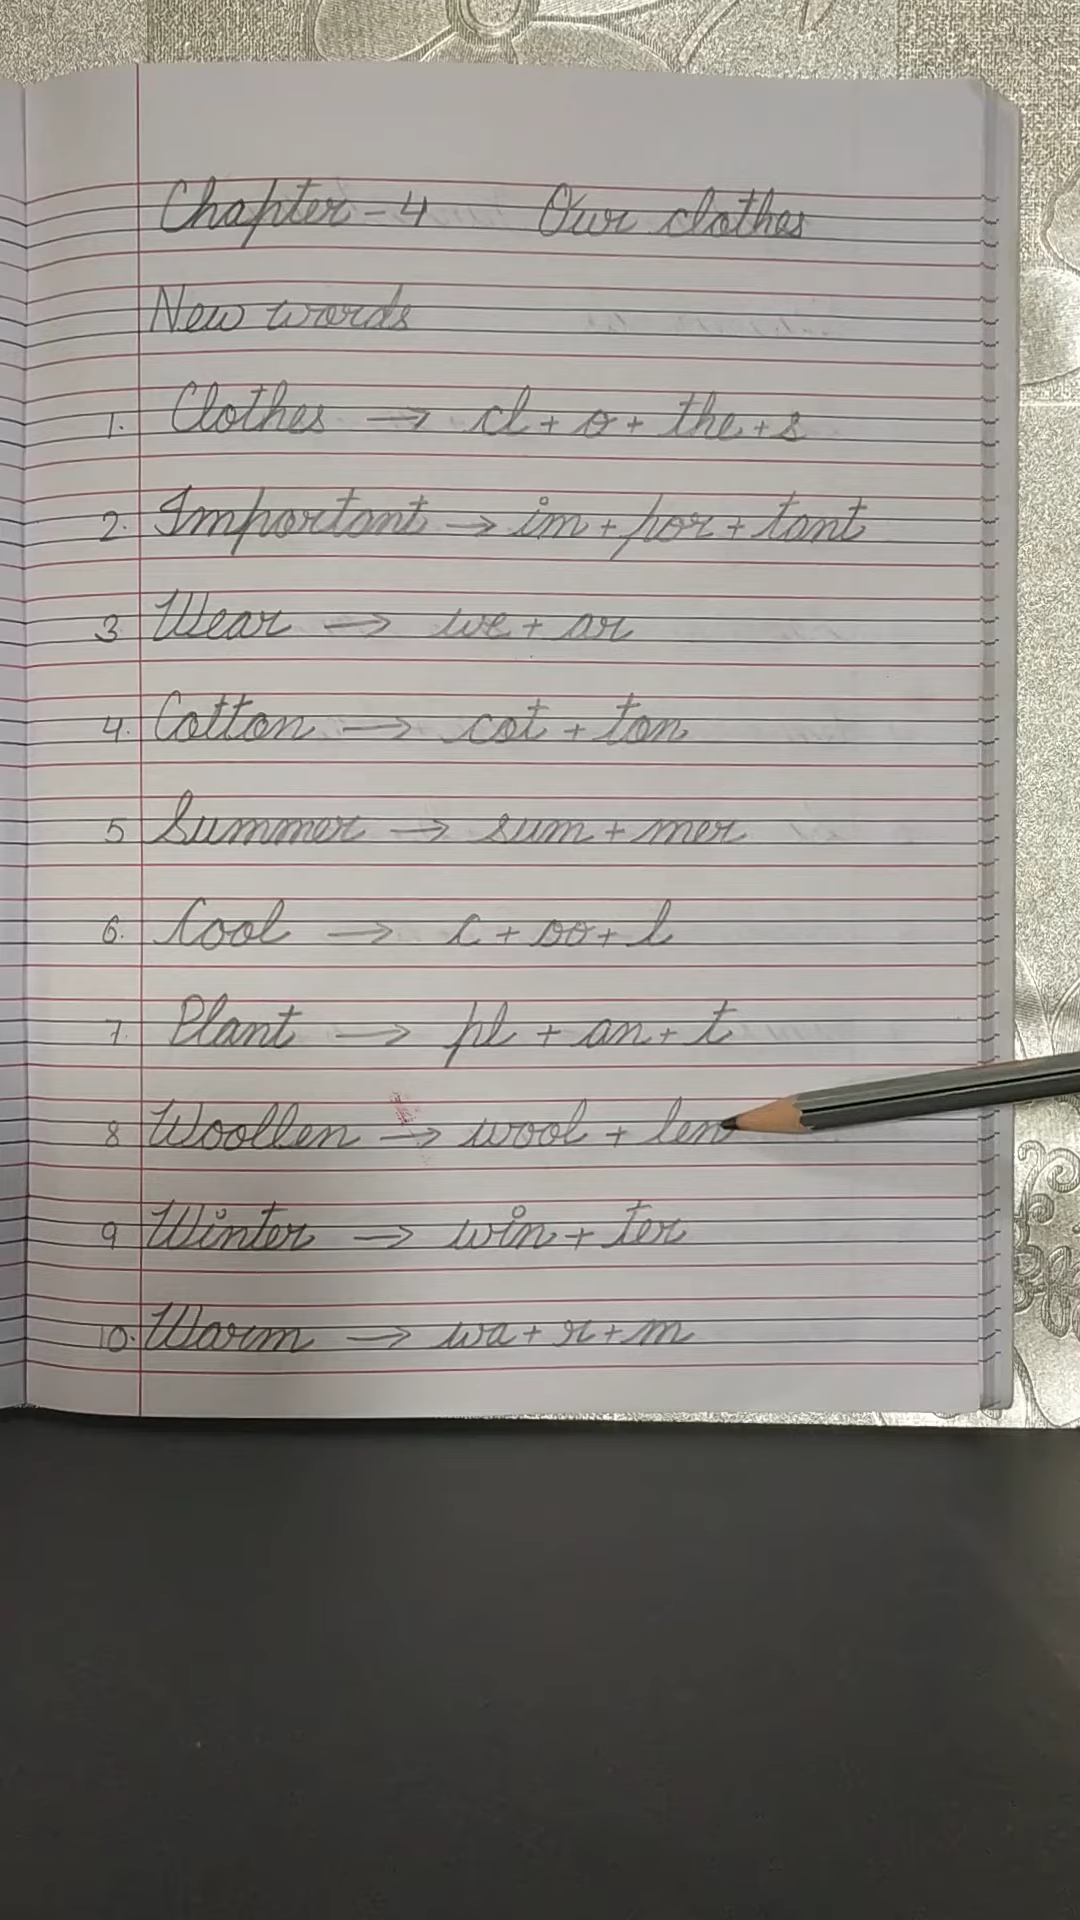 Chapter - 4 Our clothes
New words
1. Clothes → cl + o + the + s
2. Important → im + por + tant
3 Wear → we + ar
4. Cotton → cot + ton
5 Summer → sum + mer
6. Cool → c + oo + l
7. Plant → pl + an + t
8 Woollen → wool + len
9 Winter → win + ter
10. Warm → wa + r + m